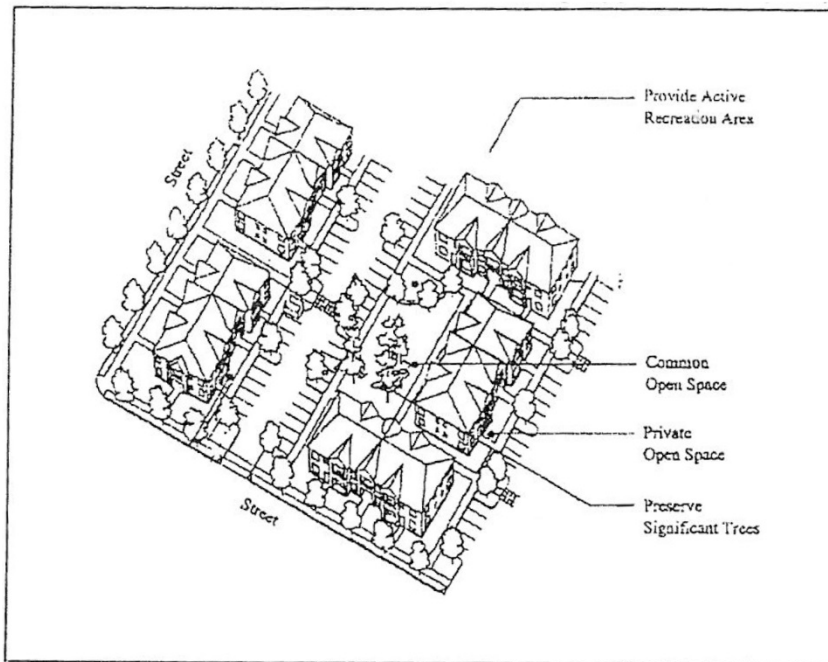 Provide Active
Recreation Area
Street
Common
Open Space
Private
Open Space
Preserve
Significant Trees
Street